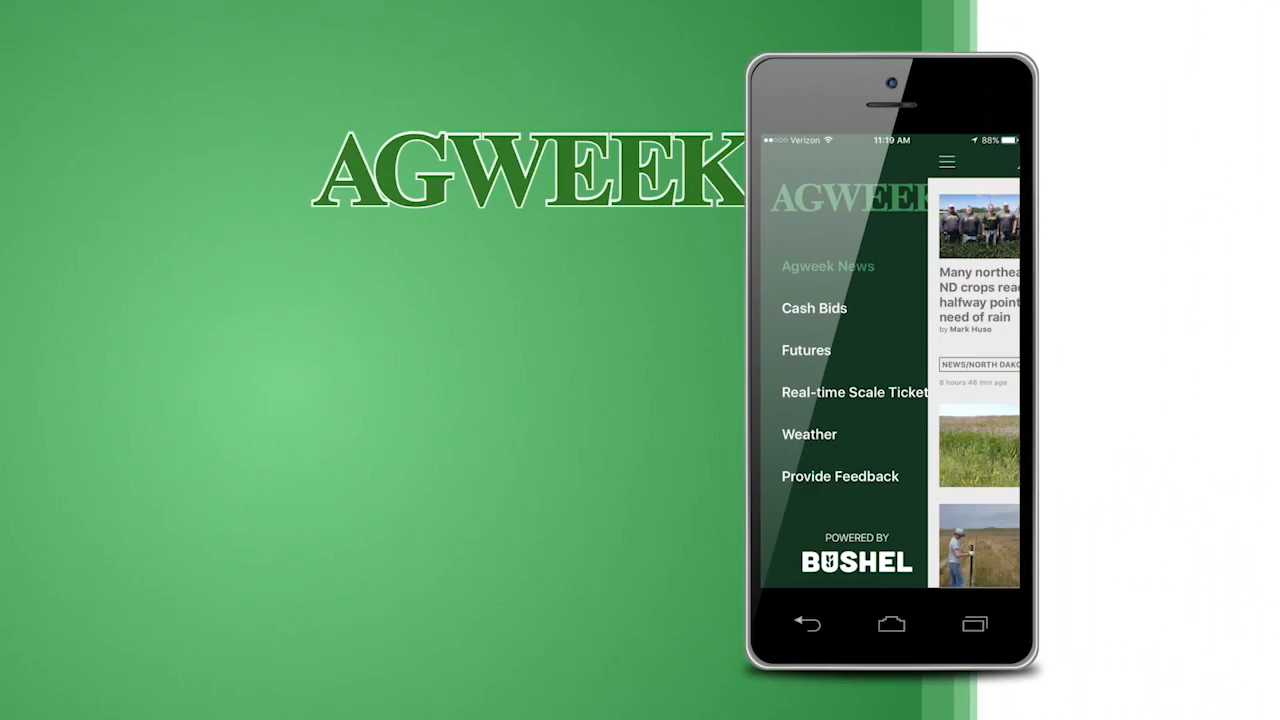 AGWEEK
Verizon 11:19 AM 88%
AGWEEK
Agweek News
Cash Bids
Futures
Real-time Scale Ticket
Weather
Provide Feedback
POWERED BY
BUSHEL
Many northea
ND crops rea
halfway point
need of rain
by Mark Huso
NEWS/NORTH DAKO
8 hours 48 min ago